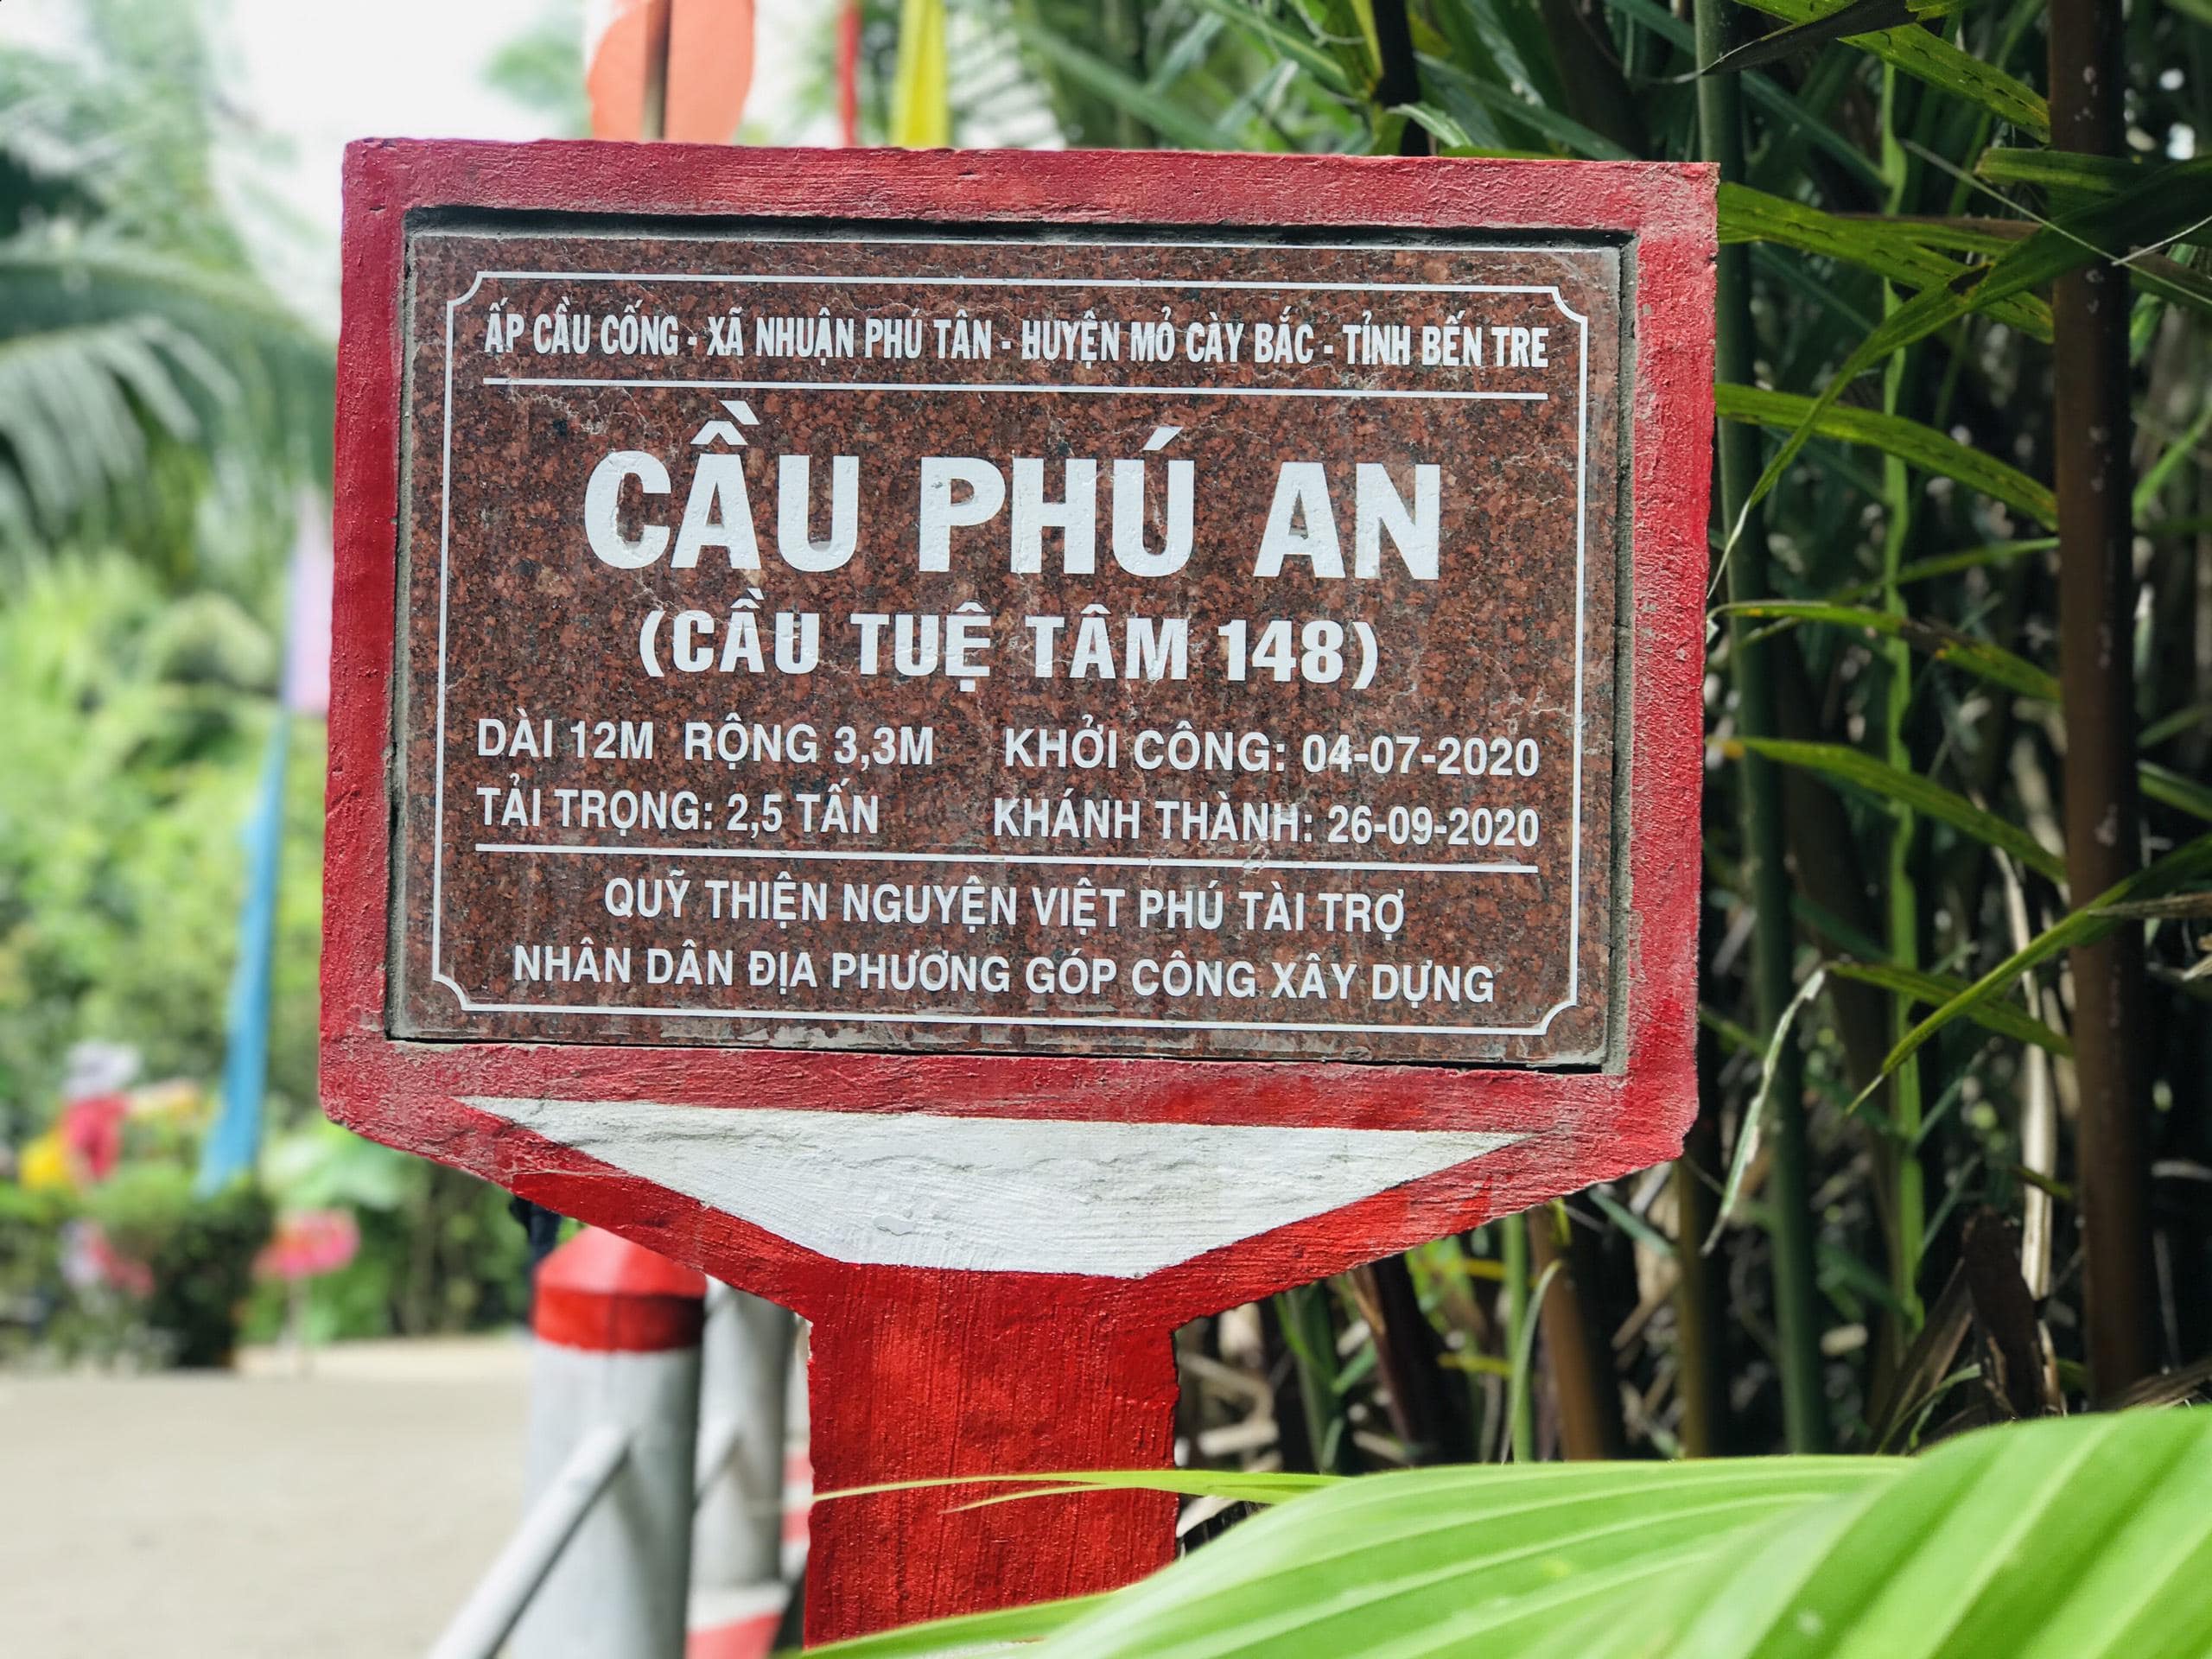 ẤP CẦU CỐNG - XÃ NHUẬN PHÚ TÂN - HUYỆN MỎ CÀY BẮC - TỈNH BẾN TRE
CẦU PHÚ AN
(CẦU TUỆ TÂM 148)
DÀI 12M RỘNG 3,3M KHỞI CÔNG: 04-07-2020
TẢI TRỌNG: 2,5 TẤN KHÁNH THÀNH: 26-09-2020
QUỸ THIỆN NGUYỆN VIỆT PHÚ TÀI TRỢ
NHÂN DÂN ĐỊA PHƯƠNG GÓP CÔNG XÂY DỰNG